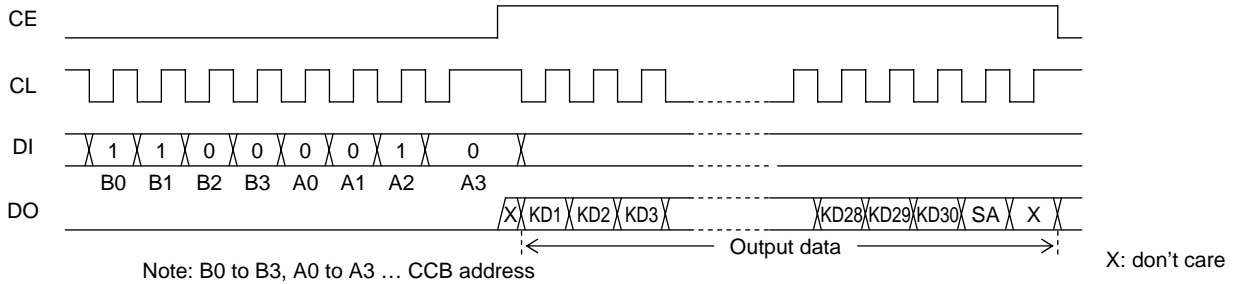 CE
CL
DI 1 1 0 0 0 0 1 0
B0 B1 B2 B3 A0 A1 A2 A3
DO X KD1 KD2 KD3 KD28 KD29 KD30 SA X
Output data
X: don't care
Note: B0 to B3, A0 to A3 … CCB address